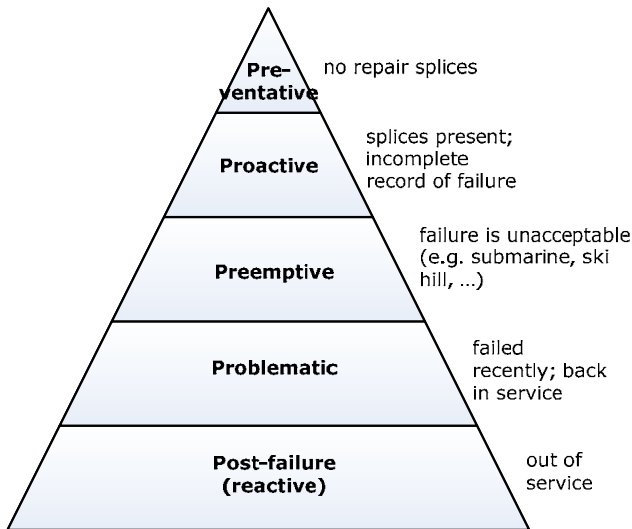 Pre-
ventative
no repair splices
Proactive
splices present;
incomplete
record of failure
Preemptive
failure is unacceptable
(e.g. submarine, ski
hill, ...)
Problematic
failed
recently; back
in service
Post-failure
(reactive)
out of
service